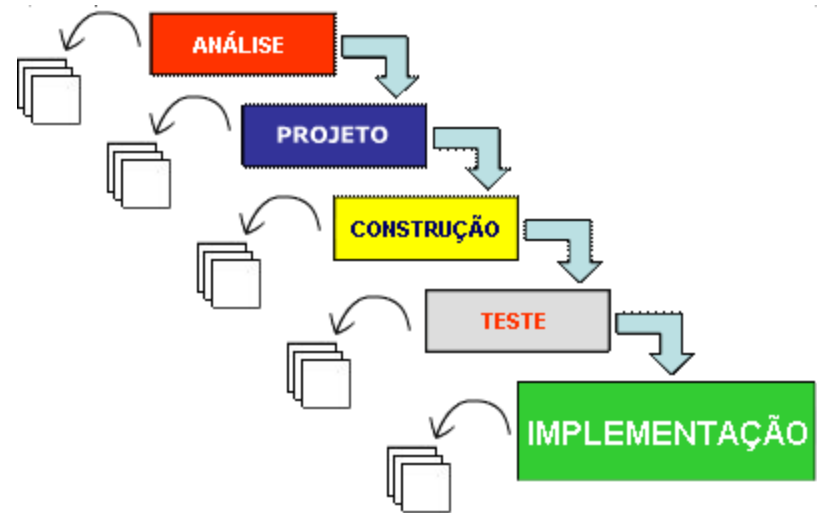 ANÁLISE
PROJETO
CONSTRUÇÃO
TESTE
IMPLEMENTAÇÃO